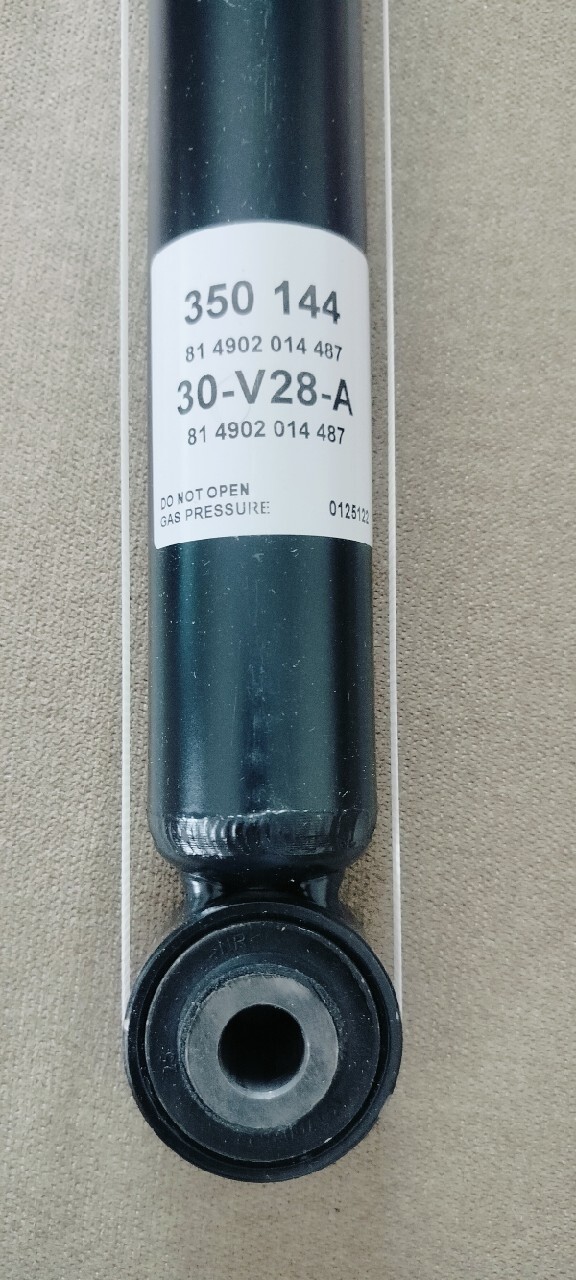 350 144
81 4902 014 487
30-V28-A
81 4902 014 487
DO NOT OPEN
GAS PRESSURE
0125122